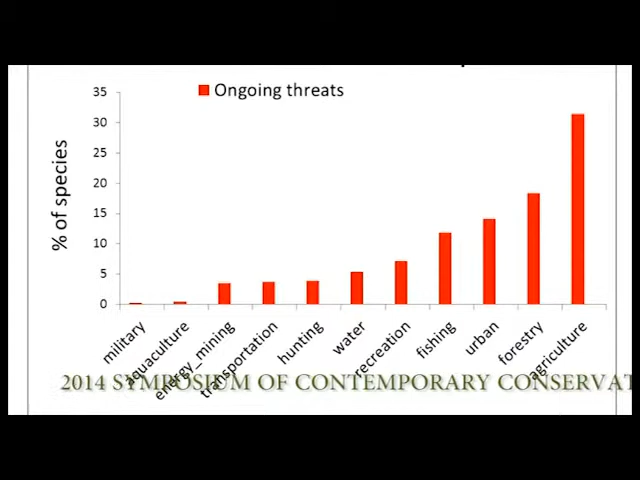 35
Ongoing threats
30
25
20
15
10
5
0
% of species
military
aquaculture
energy_mining
transportation
hunting
water
recreation
fishing
urban
forestry
agriculture
2014 SYMPOSIUM OF CONTEMPORARY CONSERVAT